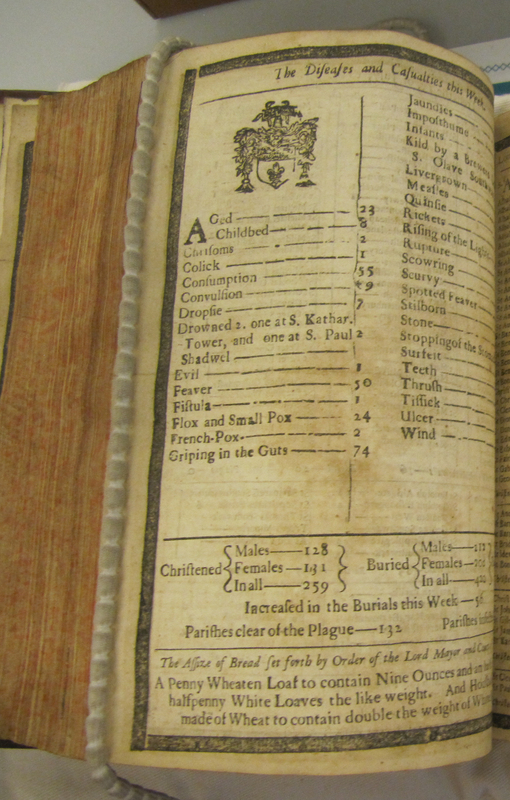 The Diſeaſes and Caſualties this Week.
AGed 23
Childbed 8
Chriſoms 2
Colick 1
Conſumption 55
Convulſion
Dropſie 7
Drowned 2. one at S. Kathar.
Tower, and one at S. Paul 2
Shadwel
Evil 1
Feaver 50
Fiſtula 1
Flox and Small Pox 24
French-Pox 2
Griping in the Guts 74
Jaundies
Impoſthume
Infants
Kild by a
S. Olave
Livergrown
Meaſles
Quinſie
Rickets
Riſing of the
Rupture
Scowring
Scurvy
Spotted Feaver
Stilborn
Stone
Stopping of the
Surfeit
Teeth
Thruſh
Tiſſick
Ulcer
Wind
Chriſtened
Males 128
Females 131
In all 259
Buried
Males
Females
In all
Increaſed in the Burials this Week
Pariſhes clear of the Plague 132
Pariſhes
The Aſſize of Bread ſet forth by Order of the Lord Mayor and
A Penny Wheaten Loaf to contain Nine Ounces and
halfpenny White Loaves the like weight. And
made of Wheat to contain double the weight of